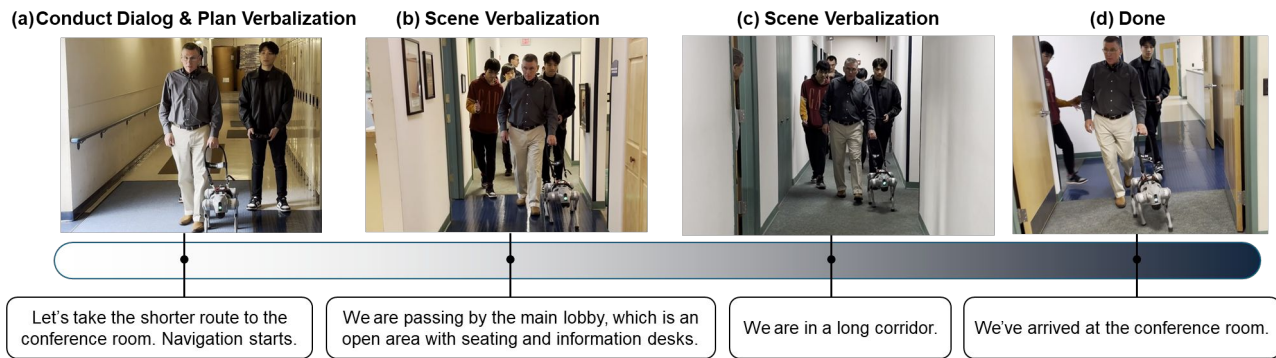 (a)Conduct Dialog & Plan Verbalization
(b) Scene Verbalization
(c) Scene Verbalization
(d) Done
Let's take the shorter route to the
conference room. Navigation starts.
We are passing by the main lobby, which is an
open area with seating and information desks.
We are in a long corridor.
We've arrived at the conference room.